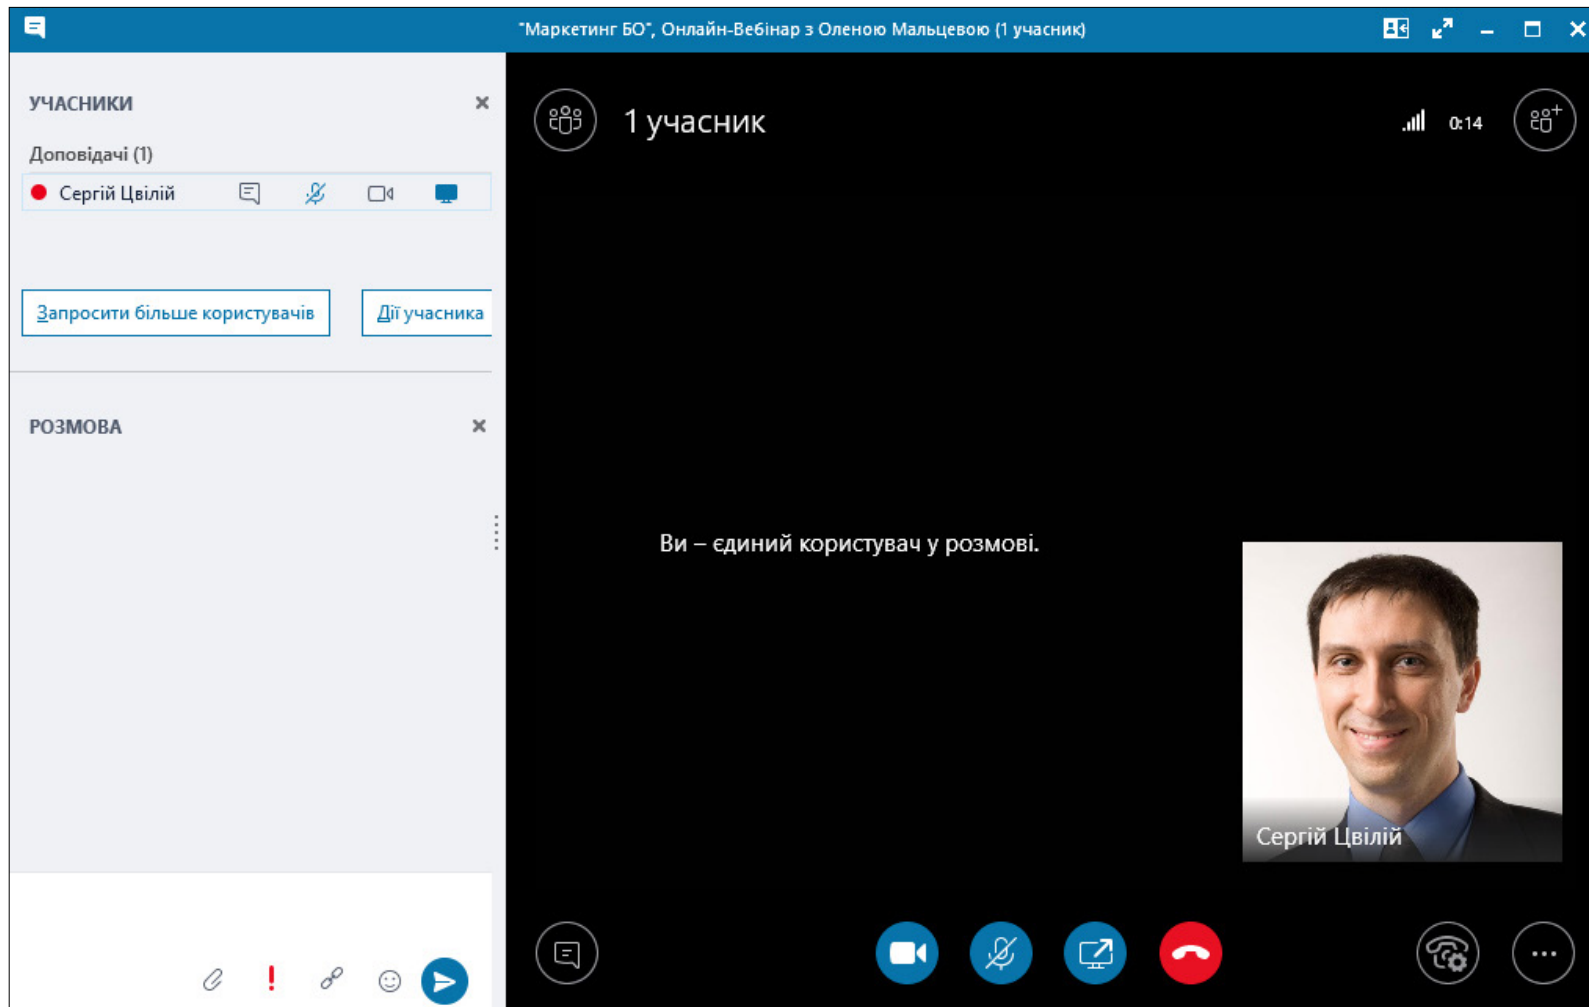 "Маркетинг БО", Онлайн-Вебінар з Оленою Мальцевою (1 учасник)
УЧАСНИКИ
Доповідачі (1)
Сергій Цвілій
Запросити більше користувачів
Дії учасника
РОЗМОВА
1 учасник
0:14
Ви – єдиний користувач у розмові.
Сергій Цвілій